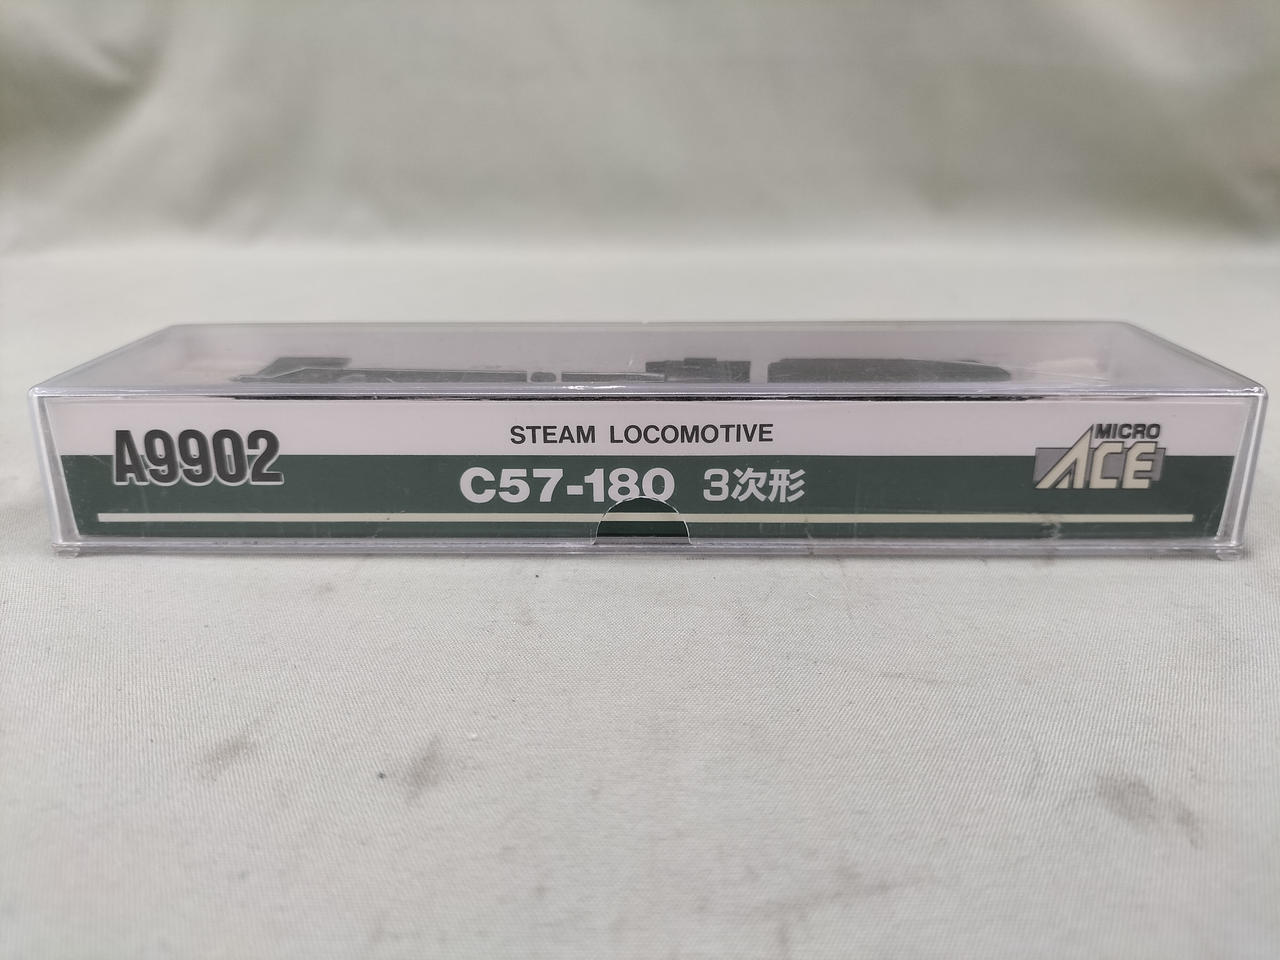 A9902
STEAM LOCOMOTIVE
C57-180 3次形
MICRO
ACE